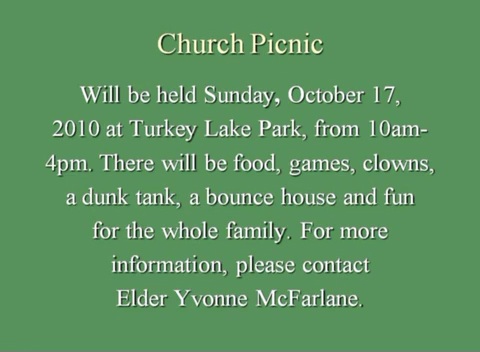 Church Picnic
Will be held Sunday, October 17,
2010 at Turkey Lake Park, from 10am-
4pm. There will be food, games, clowns,
a dunk tank, a bounce house and fun
for the whole family. For more
information, please contact
Elder Yvonne McFarlane.